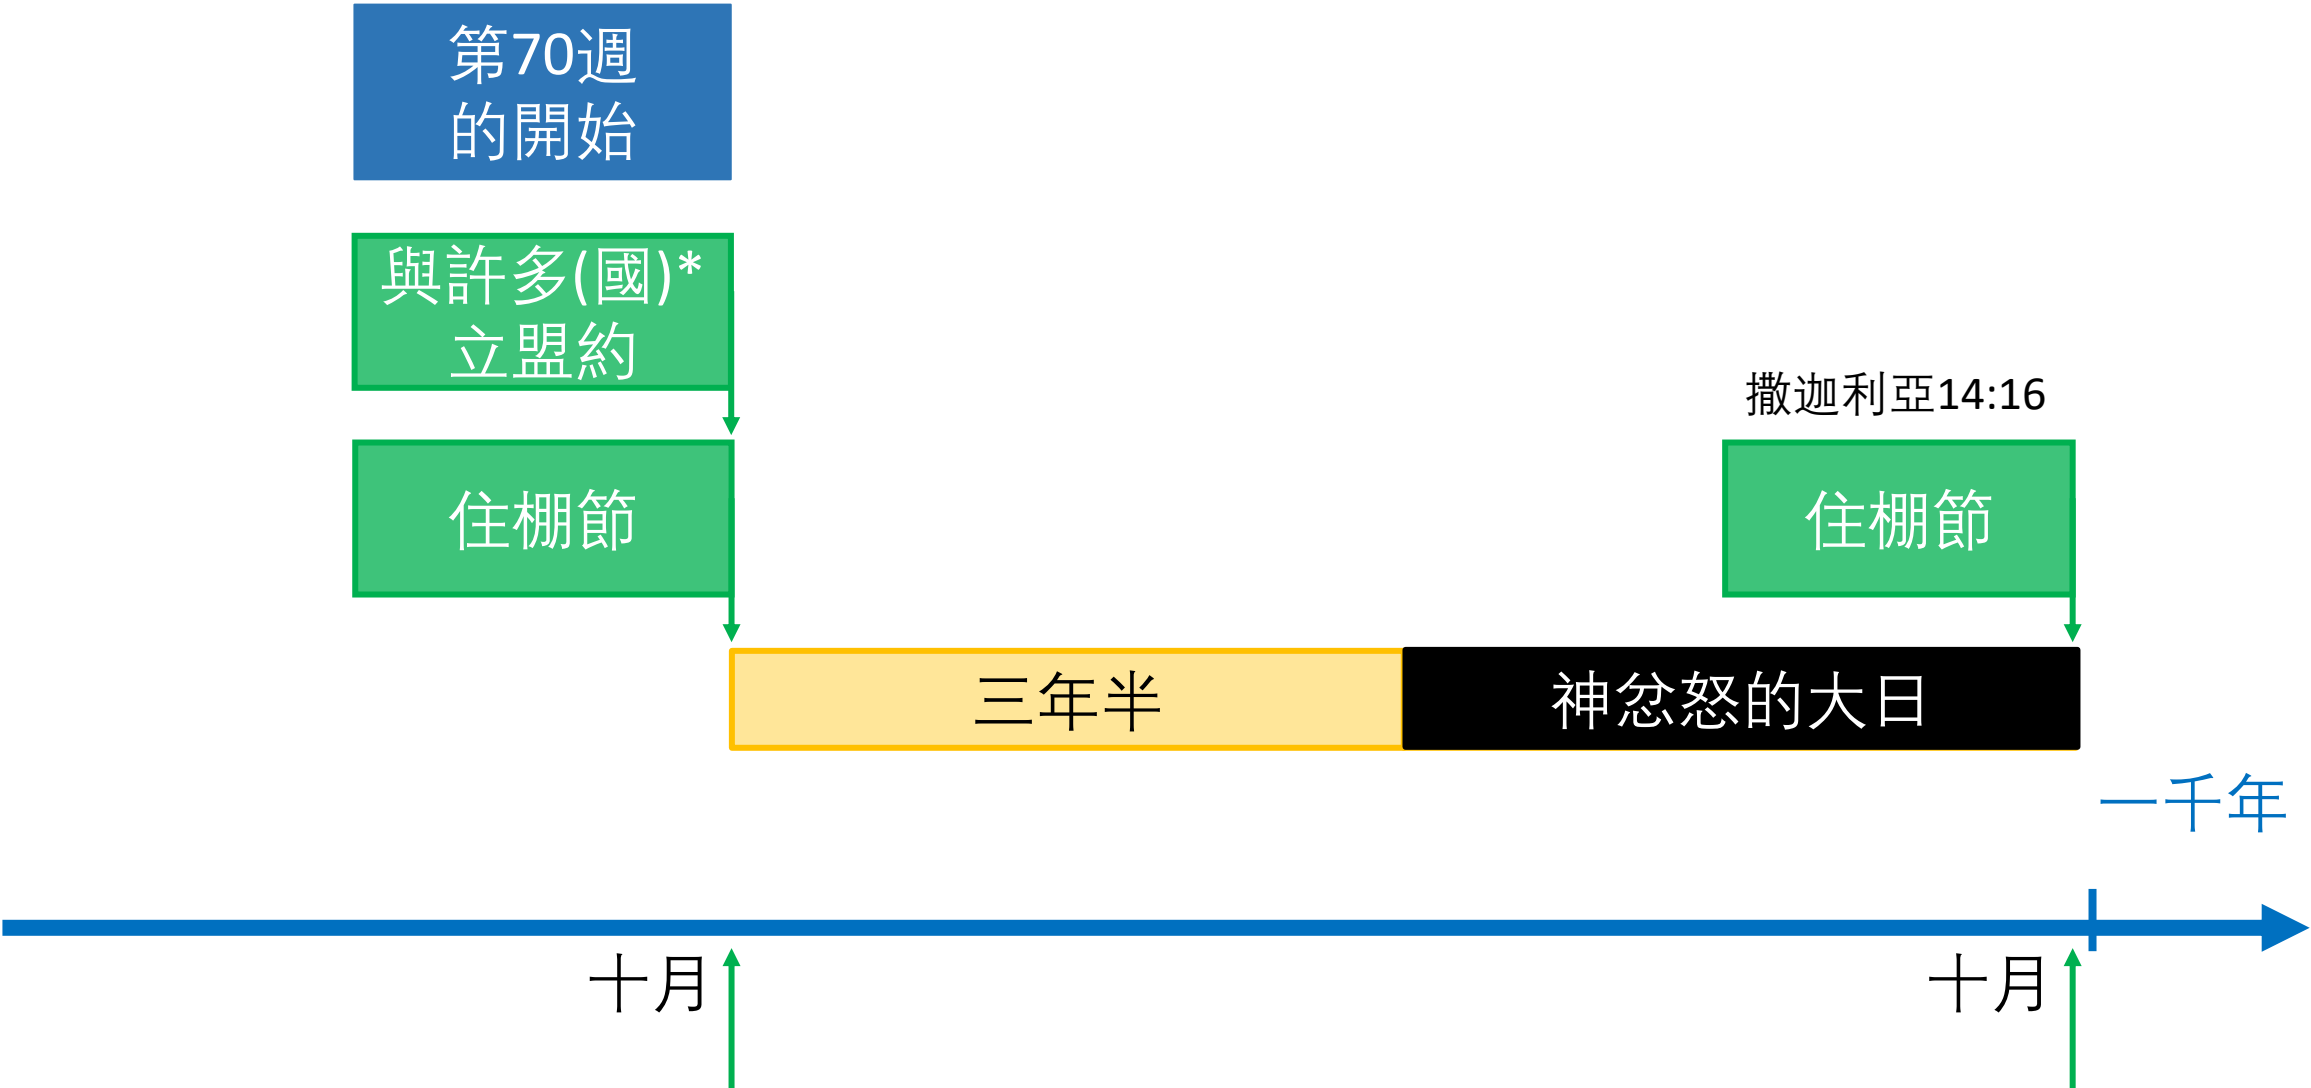 第70週
的開始
與許多(國)*
立盟約
撒迦利亞14:16
住棚節
住棚節
三年半
神忿怒的大日
一千年
十月
十月